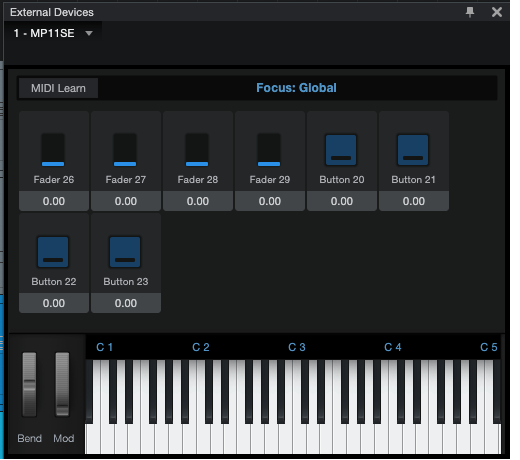 External Devices
1 - MP11SE
MIDI Learn
Focus: Global
Fader 26 Fader 27 Fader 28 Fader 29 Button 20 Button 21
0.00 0.00 0.00 0.00 0.00 0.00
Button 22 Button 23
0.00 0.00
C 1 C 2 C 3 C 4 C 5
Bend Mod